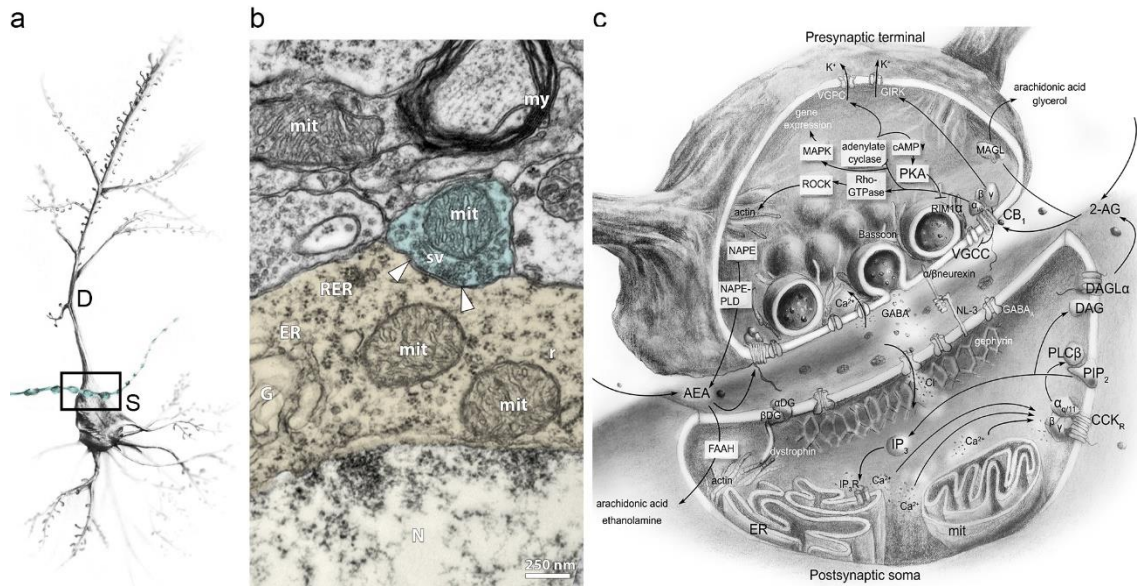 a
D
S
b
mit
my
mit
sv
RER
ER
mit
r
G
mit
N
250 nm
c
Presynaptic terminal
K⁺
K⁺
VGPC
GIRK
arachidonic acid
glycerol
gene
expression
MAPK
adenylate
cyclase
cAMP
MAGL
PKA
ROCK
Rho-
GTPase
β γ
α
actin
RIM1α
CB₁
2-AG
Bassoon
NAPE
VGCC
α/βneurexin
DAGLα
NAPE-
PLD
Ca²⁺
GABA
NL-3
GABA
DAG
gephyrin
PLCβ
PIP₂
AEA
Cl⁻
αDG
βDG
α q/11
β γ
CCK R
FAAH
dystrophin
IP₃
Ca²⁺
actin
IP₃R
Ca²⁺
arachidonic acid
ethanolamine
Ca²⁺
ER
mit
Postsynaptic soma